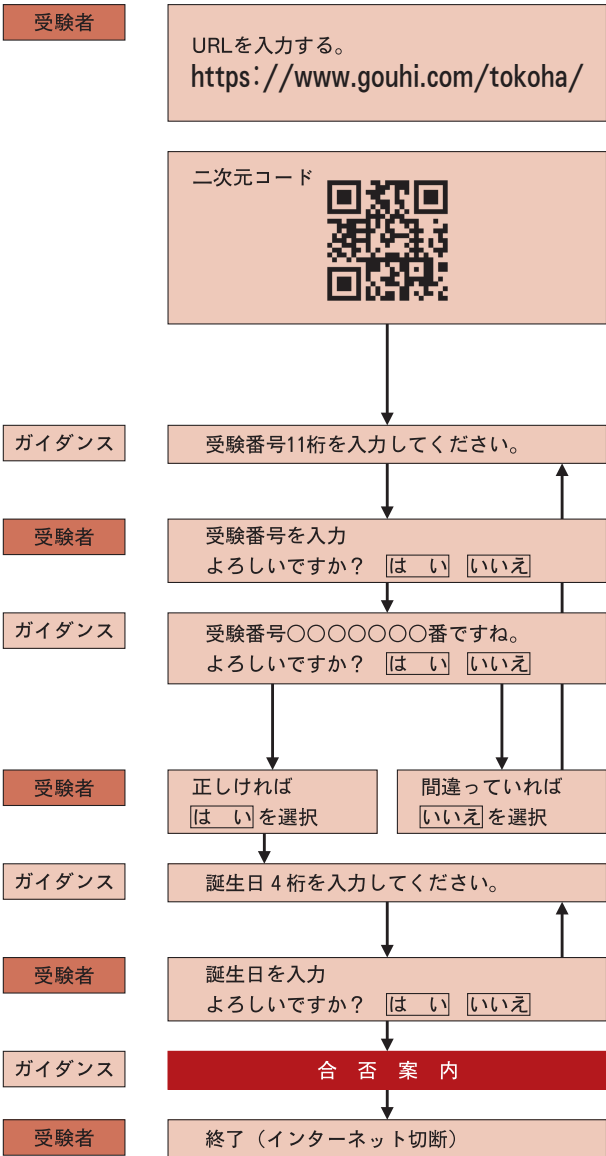 受験者
URLを入力する。
https://www.gouhi.com/tokoha/
二次元コード
ガイダンス
受験番号11桁を入力してください。
受験者
受験番号を入力
よろしいですか？ は い いいえ
ガイダンス
受験番号○○○○○○○番ですね。
よろしいですか？ は い いいえ
受験者
正しければ
は い を選択
間違っていれば
いいえ を選択
ガイダンス
誕生日４桁を入力してください。
受験者
誕生日を入力
よろしいですか？ は い いいえ
ガイダンス
合 否 案 内
受験者
終了（インターネット切断）